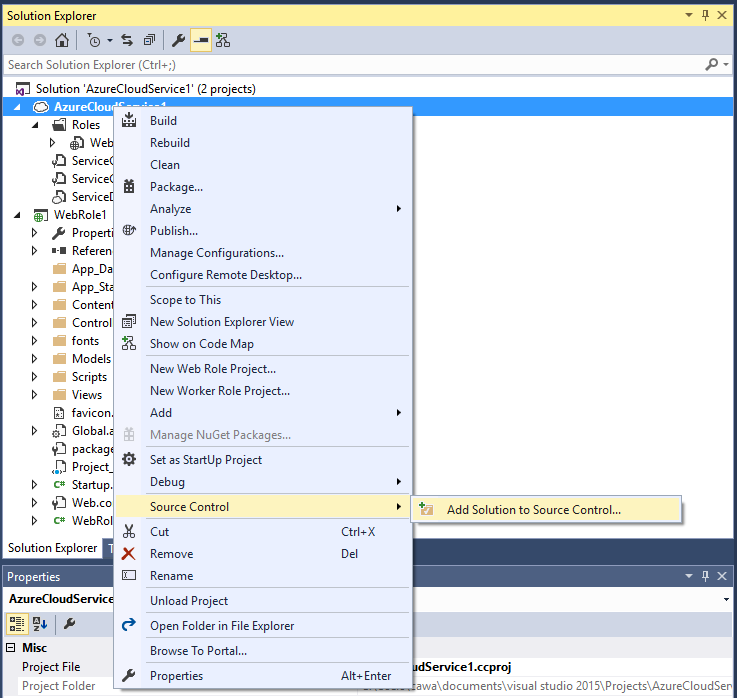 Solution Explorer
Search Solution Explorer (Ctrl+;)
Solution 'AzureCloudService1' (2 projects)
AzureCloudService1
Roles
Web
ServiceC
ServiceC
ServiceD
WebRole1
Properti
Referen
App_Da
App_Sta
Content
Control
fonts
Models
Scripts
Views
favicon.
Global.a
package
Project_
Startup.
Web.co
WebRol
Build
Rebuild
Clean
Package...
Analyze
Publish...
Manage Configurations...
Configure Remote Desktop...
Scope to This
New Solution Explorer View
Show on Code Map
New Web Role Project...
New Worker Role Project...
Add
Manage NuGet Packages...
Set as StartUp Project
Debug
Source Control
Add Solution to Source Control...
Cut Ctrl+X
Remove Del
Rename
Unload Project
Open Folder in File Explorer
Browse To Portal...
Properties Alt+Enter
Solution Explorer T
Properties
AzureCloudService
Misc
Project File
udService1.ccproj
Project Folder
zawa\documents\visual studio 2015\Projects\AzureCloudServ